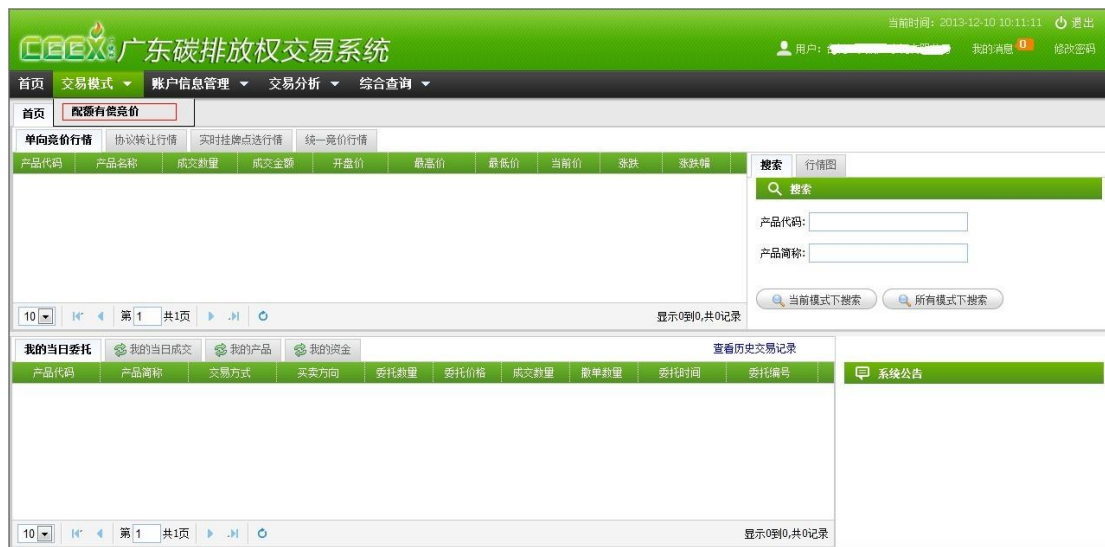 当前时间: 2013-12-10 10:11:11 退出
CEEX 广东碳排放权交易系统
用户: 我的消息 0 修改密码
首页 交易模式 账户信息管理 交易分析 综合查询
首页 配额有偿竞价
单向竞价行情 协议转让行情 实时挂牌点选行情 统一竞价行情
产品代码 产品名称 成交数量 成交金额 开盘价 最高价 最低价 当前价 涨跌 涨跌幅
搜索 行情图
搜索
产品代码:
产品简称:
当前模式下搜索 所有模式下搜索
10 第 1 共1页 显示0到0,共0记录
我的当日委托 我的当日成交 我的产品 我的资金 查看历史交易记录
产品代码 产品简称 交易方式 买卖方向 委托数量 委托价格 成交数量 撤单数量 委托时间 委托编号
系统公告
10 第 1 共1页 显示0到0,共0记录